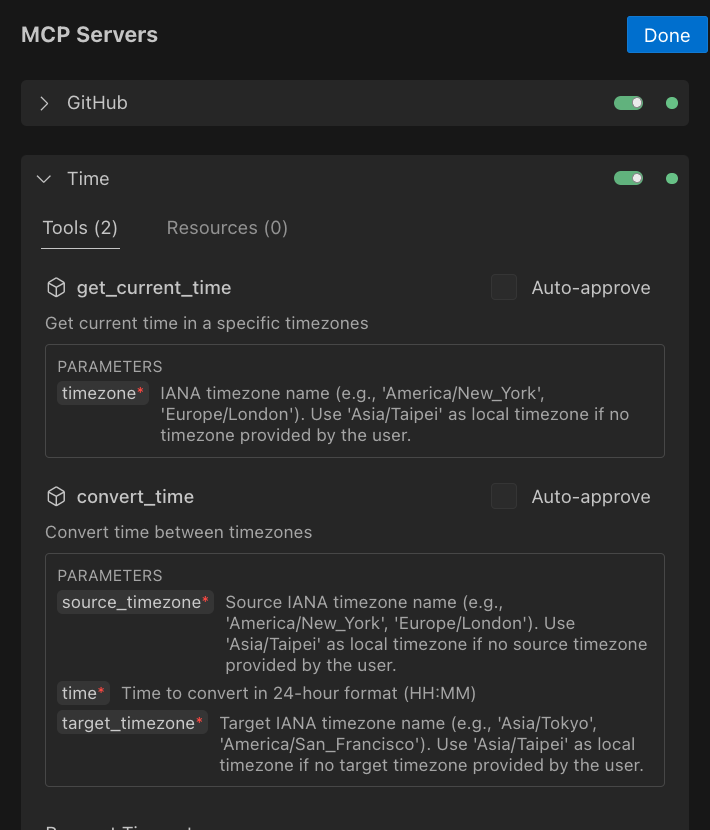 MCP Servers
Done
GitHub
Time
Tools (2)
Resources (0)
get_current_time
Auto-approve
Get current time in a specific timezones
PARAMETERS
timezone* IANA timezone name (e.g., 'America/New_York',
'Europe/London'). Use 'Asia/Taipei' as local timezone if no
timezone provided by the user.
convert_time
Auto-approve
Convert time between timezones
PARAMETERS
source_timezone* Source IANA timezone name (e.g.,
'America/New_York', 'Europe/London'). Use
'Asia/Taipei' as local timezone if no source timezone
provided by the user.
time* Time to convert in 24-hour format (HH:MM)
target_timezone* Target IANA timezone name (e.g., 'Asia/Tokyo',
'America/San_Francisco'). Use 'Asia/Taipei' as local
timezone if no target timezone provided by the user.